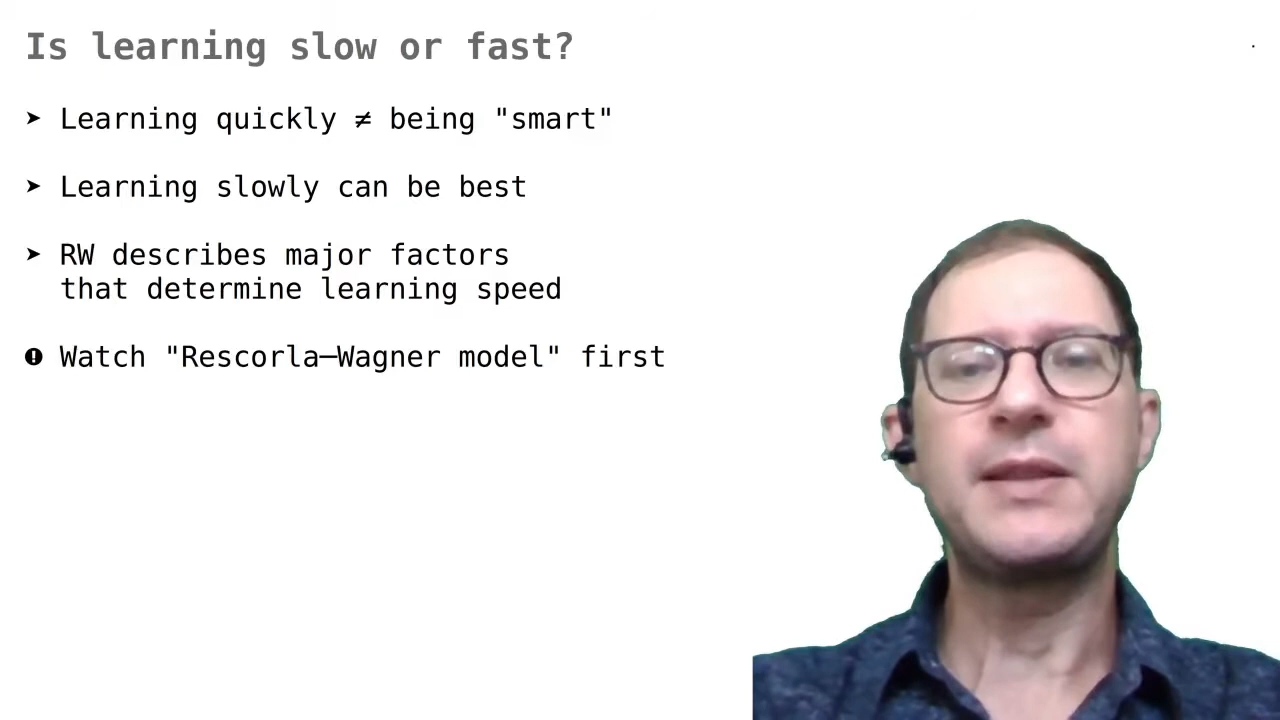 Is learning slow or fast?
➤ Learning quickly ≠ being "smart"
➤ Learning slowly can be best
➤ RW describes major factors
that determine learning speed
❗ Watch "Rescorla–Wagner model" first